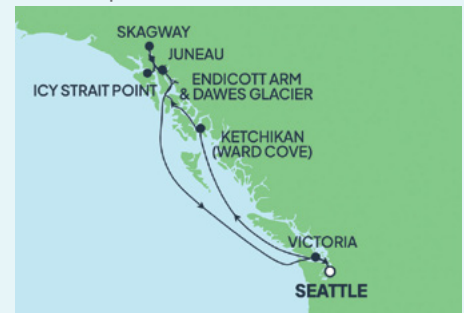 SKAGWAY
JUNEAU
ICY STRAIT POINT
ENDICOTT ARM
& DAWES GLACIER
KETCHIKAN
(WARD COVE)
VICTORIA
SEATTLE